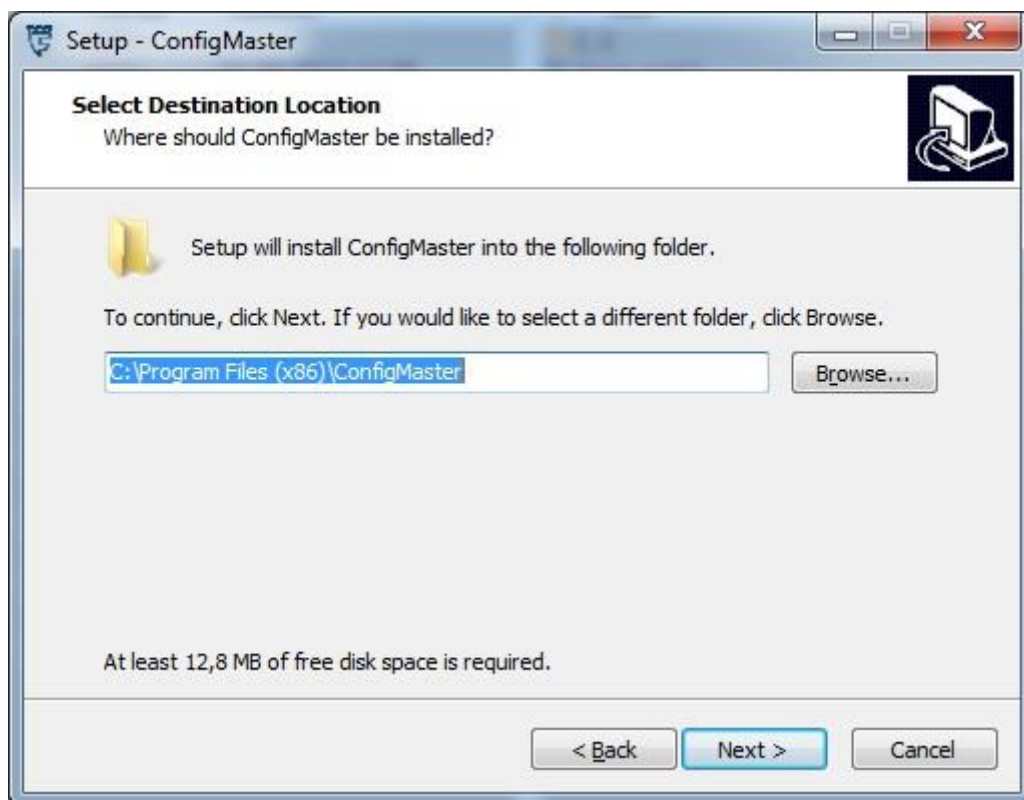 Setup - ConfigMaster
Select Destination Location
Where should ConfigMaster be installed?
Setup will install ConfigMaster into the following folder.
To continue, click Next. If you would like to select a different folder, click Browse.
C:\Program Files (x86)\ConfigMaster
Browse...
At least 12,8 MB of free disk space is required.
< Back
Next >
Cancel